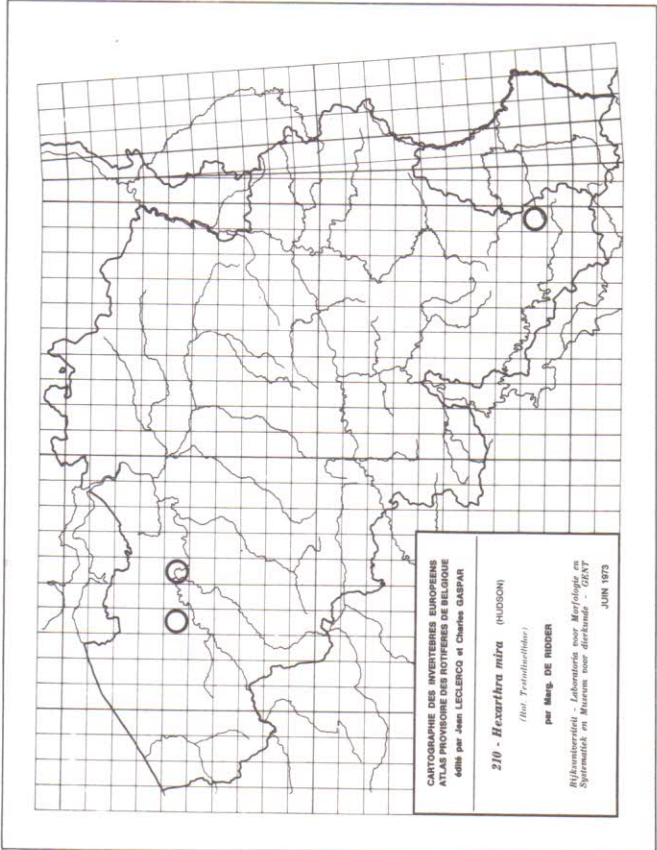 CARTOGRAPHIE DES INVERTEBRES EUROPEENS
ATLAS PROVISOIRE DES ROTIFERES DE BELGIQUE
édité par Jean LECLERCQ et Charles GASPAR
210 - Hexarthra mira (HUDSON)
(Rot. Testudinellidae)
par Marg. DE RIDDER
Rijksuniversiteit - Laboratoria voor Morfologie en
Systematiek en Museum voor dierkunde - GENT
JUIN 1973